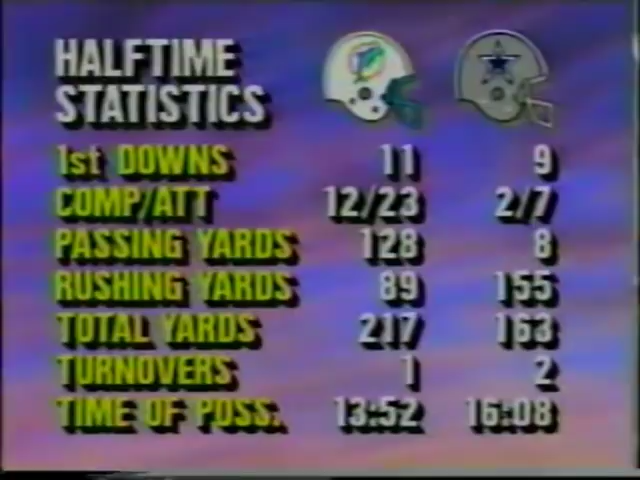 HALFTIME
STATISTICS
1st DOWNS 11 9
COMP/ATT 12/23 2/7
PASSING YARDS 128 8
RUSHING YARDS 89 155
TOTAL YARDS 217 163
TURNOVERS 1 2
TIME OF POSS. 13:52 16:08